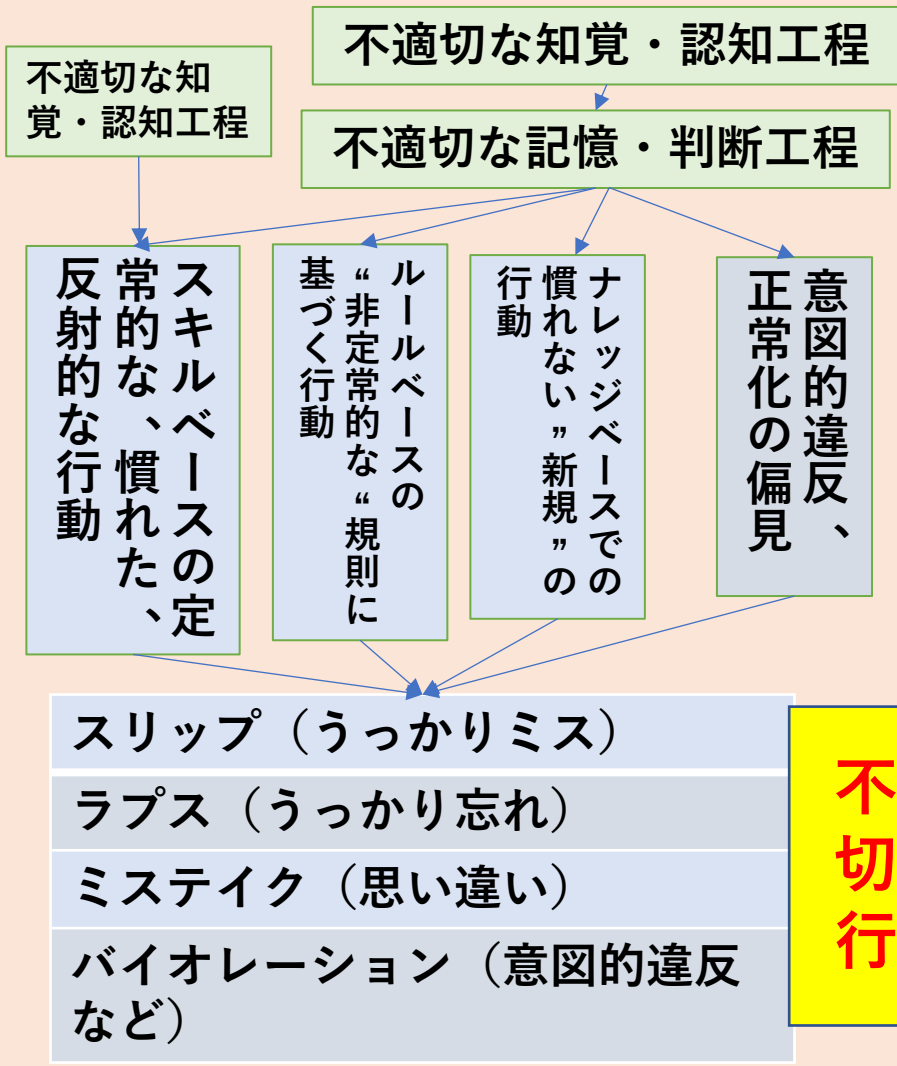 不適切な知覚・認知工程
不適切な知
覚・認知工程
不適切な記憶・判断工程
スキルベースの定
常的な、慣れた、
反射的な行動
ルールベースの
“非定常的な“規則に
基づく行動
ナレッジベースでの
慣れない”新規”の
行動
意図的違反、
正常化の偏見
スリップ（うっかりミス）
ラプス（うっかり忘れ）
ミステイク（思い違い）
バイオレーション（意図的違反
など）
不
切
行